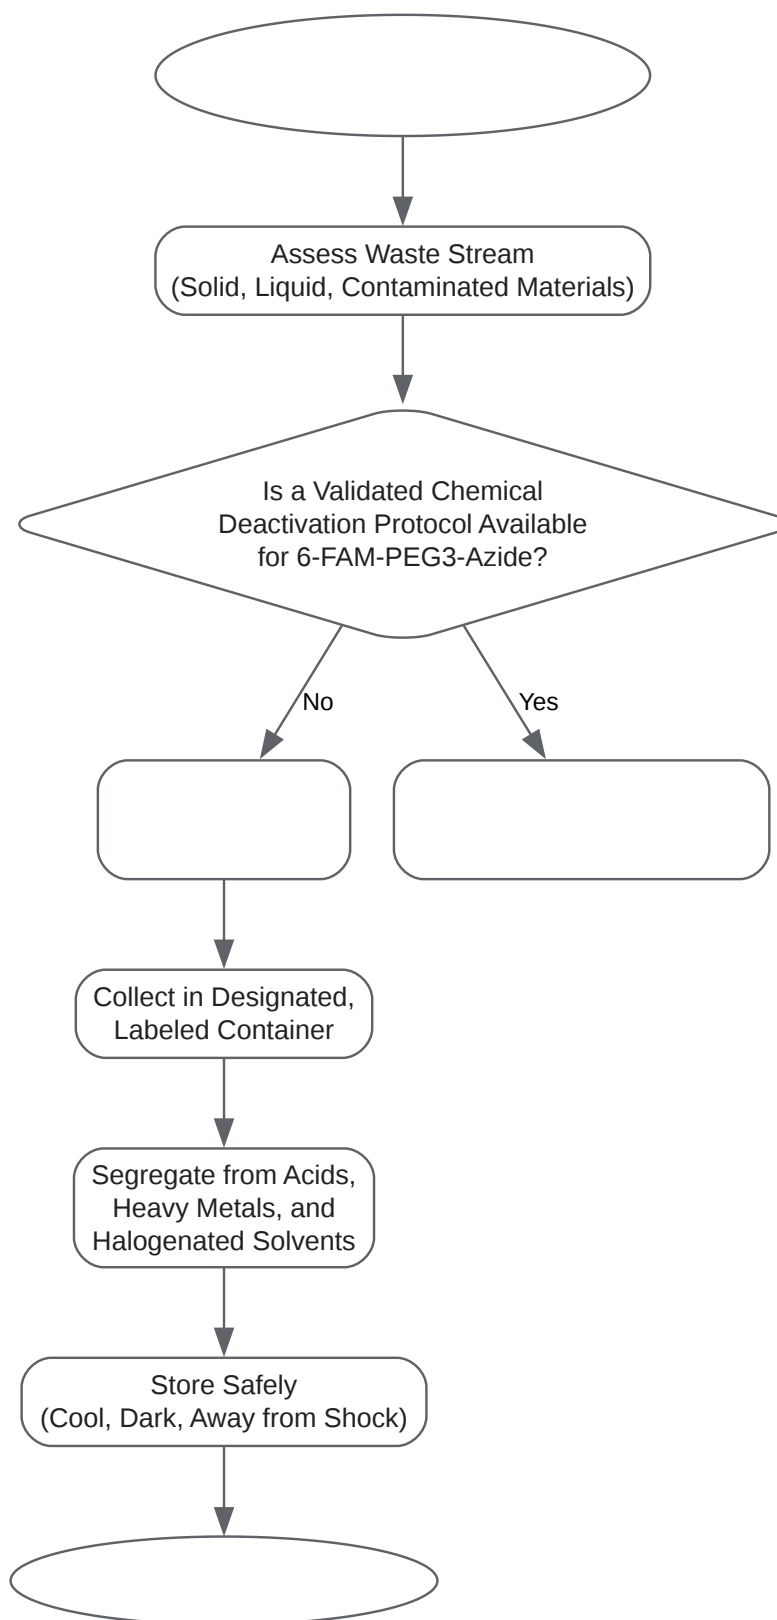 Assess Waste Stream
(Solid, Liquid, Contaminated Materials)
Is a Validated Chemical
Deactivation Protocol Available
for 6-FAM-PEG3-Azide?
No
Yes
Collect in Designated,
Labeled Container
Segregate from Acids,
Heavy Metals, and
Halogenated Solvents
Store Safely
(Cool, Dark, Away from Shock)